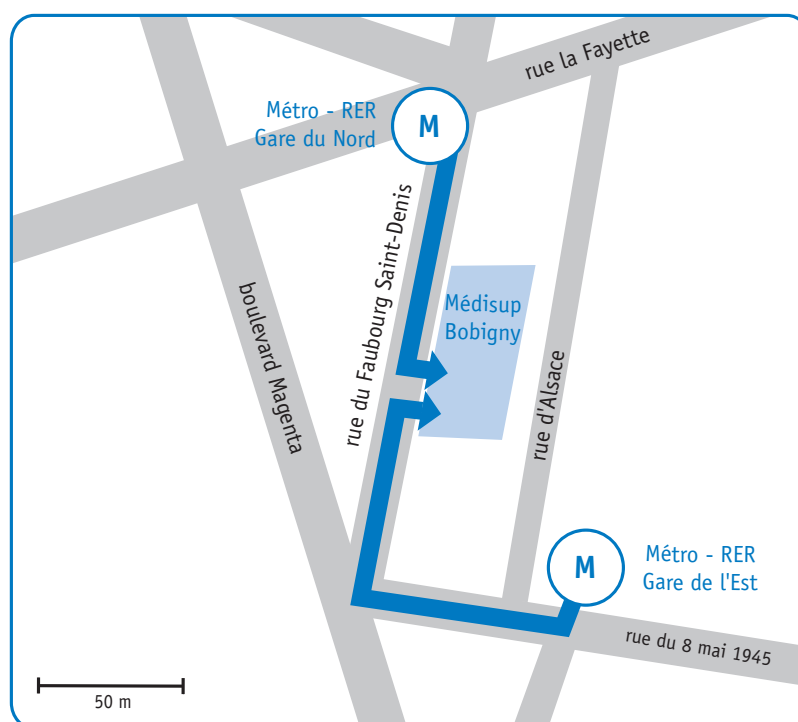 rue la Fayette
Métro - RER
Gare du Nord
M
rue du Faubourg Saint-Denis
Médisup
Bobigny
boulevard Magenta
rue d'Alsace
M
Métro - RER
Gare de l'Est
rue du 8 mai 1945
50 m